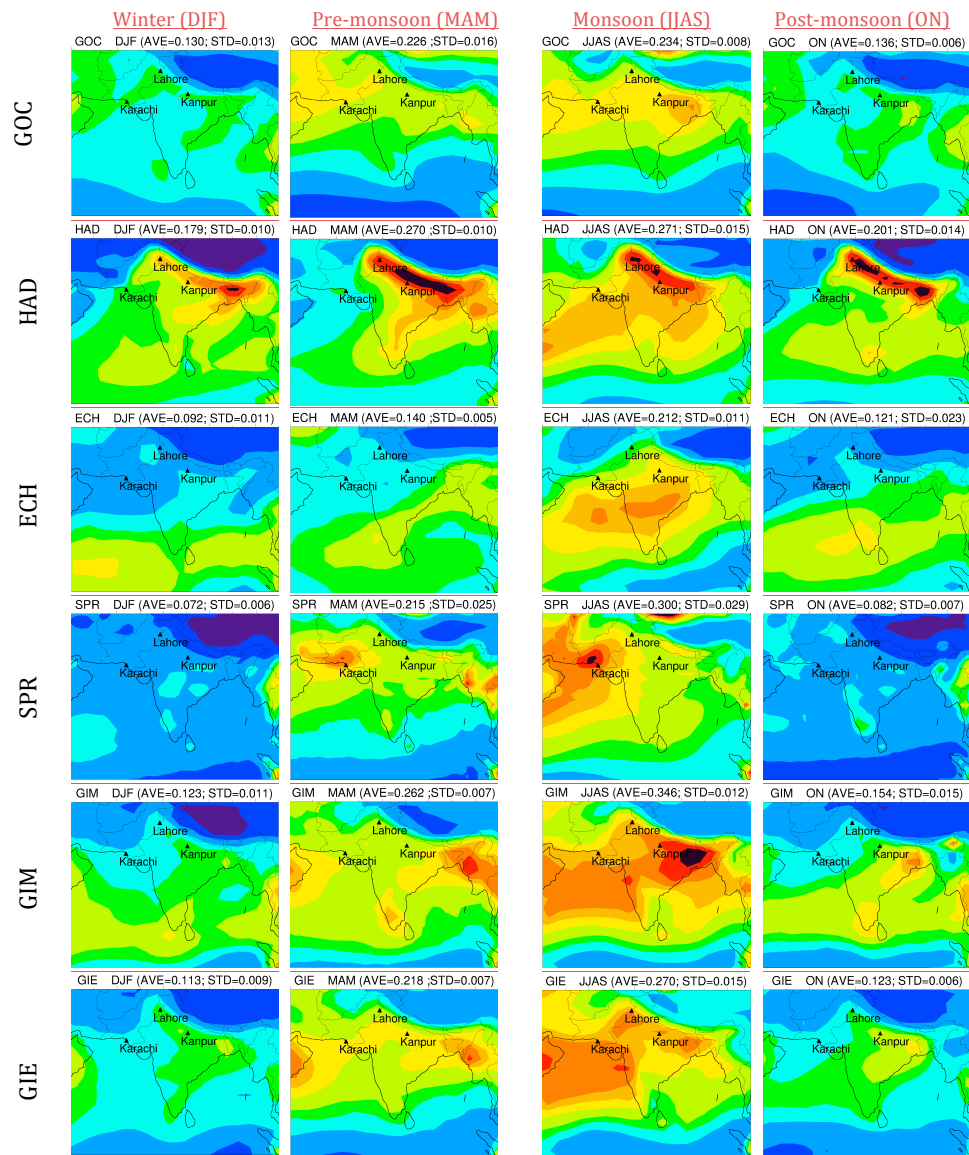 Winter (DJF) Pre-monsoon (MAM) Monsoon (JJAS) Post-monsoon (ON)
GOC DJF (AVE=0.130; STD=0.013) GOC MAM (AVE=0.226 ;STD=0.016) GOC JJAS (AVE=0.234; STD=0.008) GOC ON (AVE=0.136; STD=0.006)
GOC
Lahore Lahore Lahore Lahore
Karachi Kanpur Karachi Kanpur Karachi Kanpur Karachi Kanpur
HAD DJF (AVE=0.179; STD=0.010) HAD MAM (AVE=0.270 ;STD=0.010) HAD JJAS (AVE=0.271; STD=0.015) HAD ON (AVE=0.201; STD=0.014)
HAD
Lahore Lahore Lahore Lahore
Karachi Kanpur Karachi Kanpur Karachi Kanpur Karachi Kanpur
ECH DJF (AVE=0.092; STD=0.011) ECH MAM (AVE=0.140 ;STD=0.005) ECH JJAS (AVE=0.212; STD=0.011) ECH ON (AVE=0.121; STD=0.023)
ECH
Lahore Lahore Lahore Lahore
Karachi Kanpur Karachi Kanpur Karachi Kanpur Karachi Kanpur
SPR DJF (AVE=0.072; STD=0.006) SPR MAM (AVE=0.215 ;STD=0.025) SPR JJAS (AVE=0.300; STD=0.029) SPR ON (AVE=0.082; STD=0.007)
SPR
Lahore Lahore Lahore Lahore
Karachi Kanpur Karachi Kanpur Karachi Kanpur Karachi Kanpur
GIM DJF (AVE=0.123; STD=0.011) GIM MAM (AVE=0.262 ;STD=0.007) GIM JJAS (AVE=0.346; STD=0.012) GIM ON (AVE=0.154; STD=0.015)
GIM
Lahore Lahore Lahore Lahore
Karachi Kanpur Karachi Kanpur Karachi Kanpur Karachi Kanpur
GIE DJF (AVE=0.113; STD=0.009) GIE MAM (AVE=0.218 ;STD=0.007) GIE JJAS (AVE=0.270; STD=0.015) GIE ON (AVE=0.123; STD=0.006)
GIE
Lahore Lahore Lahore Lahore
Karachi Kanpur Karachi Kanpur Karachi Kanpur Karachi Kanpur